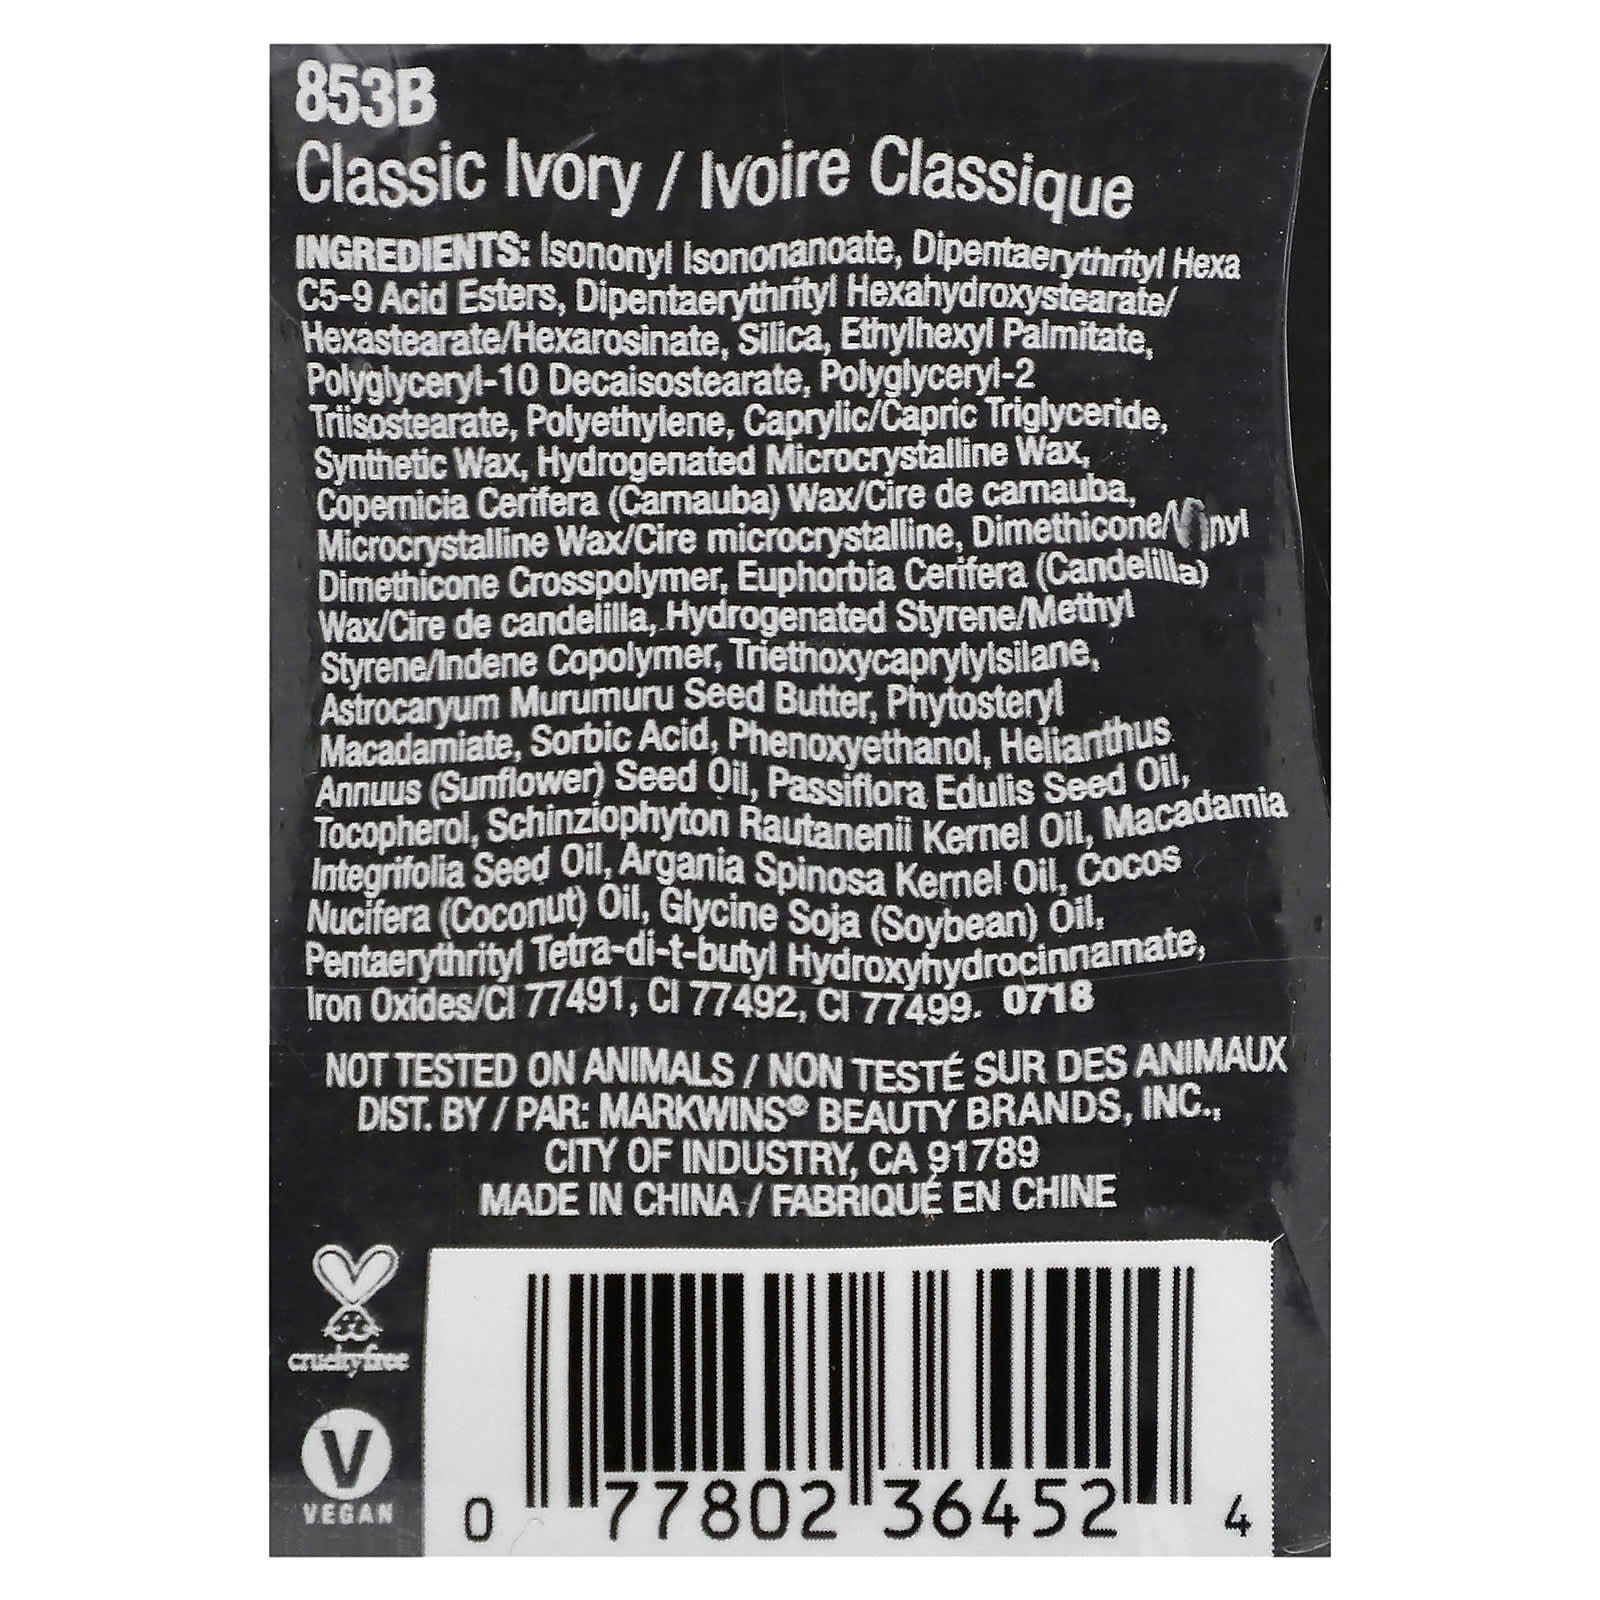 853B
Classic Ivory / Ivoire Classique
INGREDIENTS: Isononyl Isononanoate, Dipentaerythrityl Hexa
C5-9 Acid Esters, Dipentaerythrityl Hexahydroxystearate/
Hexastearate/Hexarosinate, Silica, Ethylhexyl Palmitate,
Polyglyceryl-10 Decaisostearate, Polyglyceryl-2
Triisostearate, Polyethylene, Caprylic/Capric Triglyceride,
Synthetic Wax, Hydrogenated Microcrystalline Wax,
Copernicia Cerifera (Carnauba) Wax/Cire de carnauba,
Microcrystalline Wax/Cire microcrystalline, Dimethicone/Vinyl
Dimethicone Crosspolymer, Euphorbia Cerifera (Candelilla)
Wax/Cire de candelilla, Hydrogenated Styrene/Methyl
Styrene/Indene Copolymer, Triethoxycaprylylsilane,
Astrocaryum Murumuru Seed Butter, Phytosteryl
Macadamiate, Sorbic Acid, Phenoxyethanol, Helianthus
Annuus (Sunflower) Seed Oil, Passiflora Edulis Seed Oil,
Tocopherol, Schinziophyton Rautanenii Kernel Oil, Macadamia
Integrifolia Seed Oil, Argania Spinosa Kernel Oil, Cocos
Nucifera (Coconut) Oil, Glycine Soja (Soybean) Oil,
Pentaerythrityl Tetra-di-t-butyl Hydroxyhydrocinnamate,
Iron Oxides/CI 77491, CI 77492, CI 77499. 0718
NOT TESTED ON ANIMALS / NON TESTÉ SUR DES ANIMAUX
DIST. BY / PAR: MARKWINS® BEAUTY BRANDS, INC.,
CITY OF INDUSTRY, CA 91789
MADE IN CHINA / FABRIQUÉ EN CHINE
crueltyfree
V
VEGAN
0 77802 36452 4